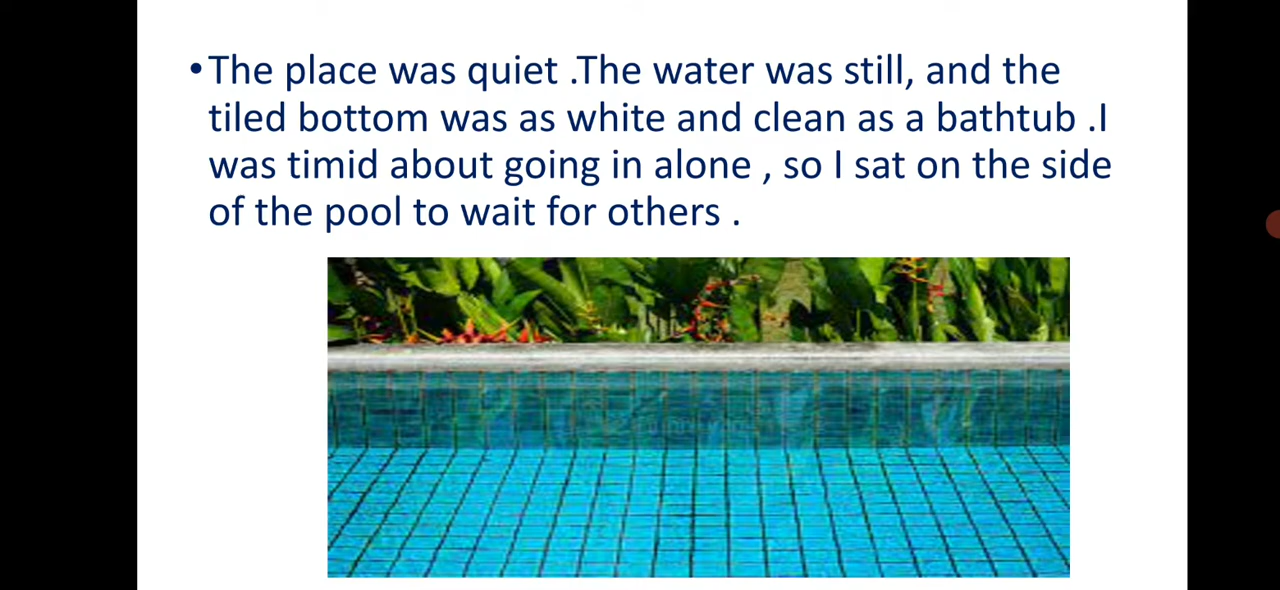 •The place was quiet .The water was still, and the
tiled bottom was as white and clean as a bathtub .I
was timid about going in alone , so I sat on the side
of the pool to wait for others .